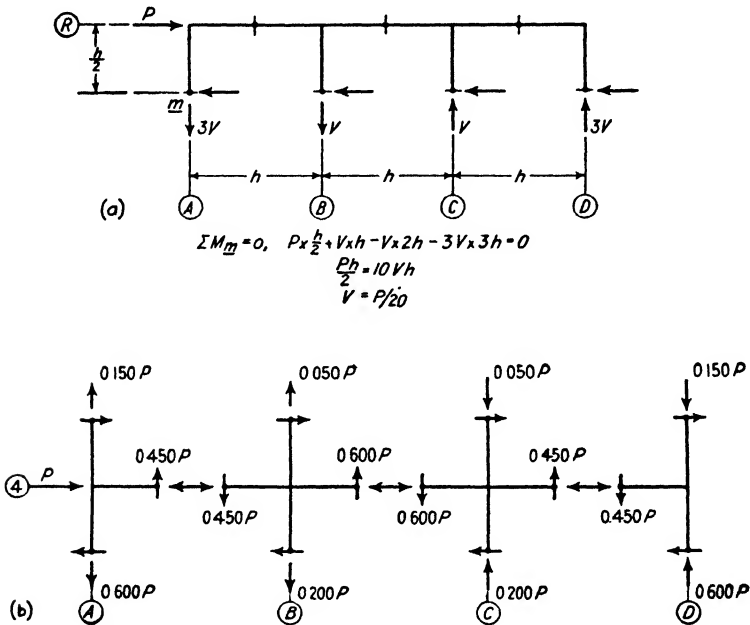 R P
h/2
m
3V V V 3V
h h h
(a) A B C D
ΣMm = 0, P x h/2 + V x h - V x 2h - 3V x 3h = 0
Ph/2 = 10 Vh
V = P/20
0 150 P 0 050 P 0 050 P 0 150 P
0 450 P 0 600 P 0 450 P
4 P
0 450 P 0 600 P 0.450 P
0 600 P 0 200 P 0 200 P 0 600 P
(b) A B C D